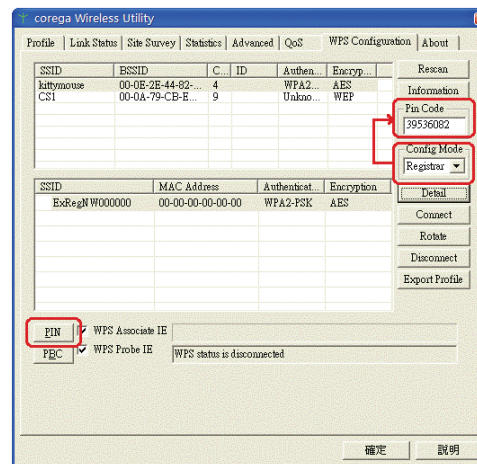 corega Wireless Utility
Profile Link Status Site Survey Statistics Advanced QoS WPS Configuration About
SSID BSSID C... ID Authen... Encryp...
kittymouse 00-0E-2E-44-82-... 4 WPA2... AES
CS1 00-0A-79-CB-E... 9 Unkno... WEP
Rescan
Information
Pin Code
39536082
Config Mode
Registrar
SSID MAC Address Authenticat... Encryption
ExRegNW000000 00-00-00-00-00-00 WPA2-PSK AES
Detail
Connect
Rotate
Disconnect
Export Profile
PIN WPS Associate IE
PBC WPS Probe IE WPS status is disconnected
確定 説明